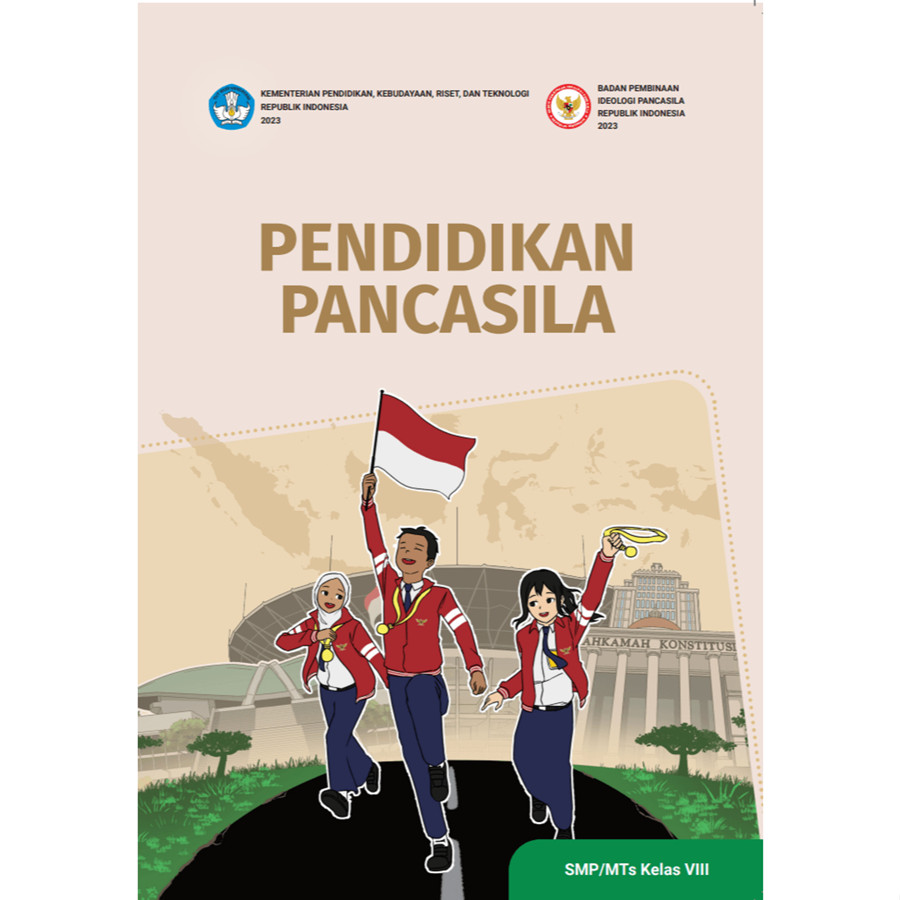 KEMENTERIAN PENDIDIKAN, KEBUDAYAAN, RISET, DAN TEKNOLOGI
REPUBLIK INDONESIA
2023
BADAN PEMBINAAN
IDEOLOGI PANCASILA
REPUBLIK INDONESIA
2023
PENDIDIKAN
PANCASILA
AHKAMAH KONSTITUSI
SMP/MTs Kelas VIII